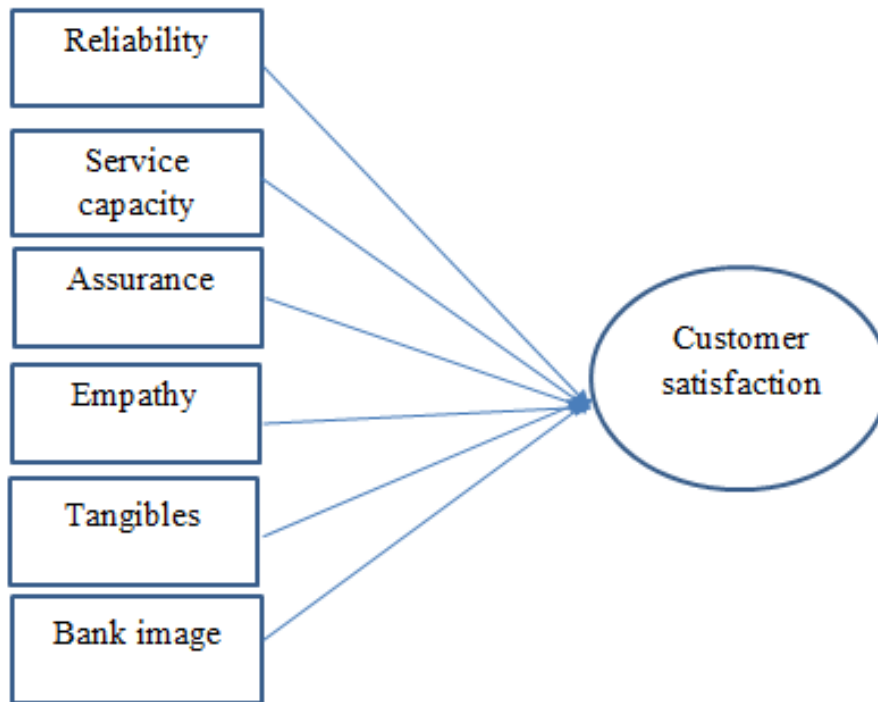 Reliability
Service
capacity
Assurance
Empathy
Tangibles
Bank image
Customer
satisfaction